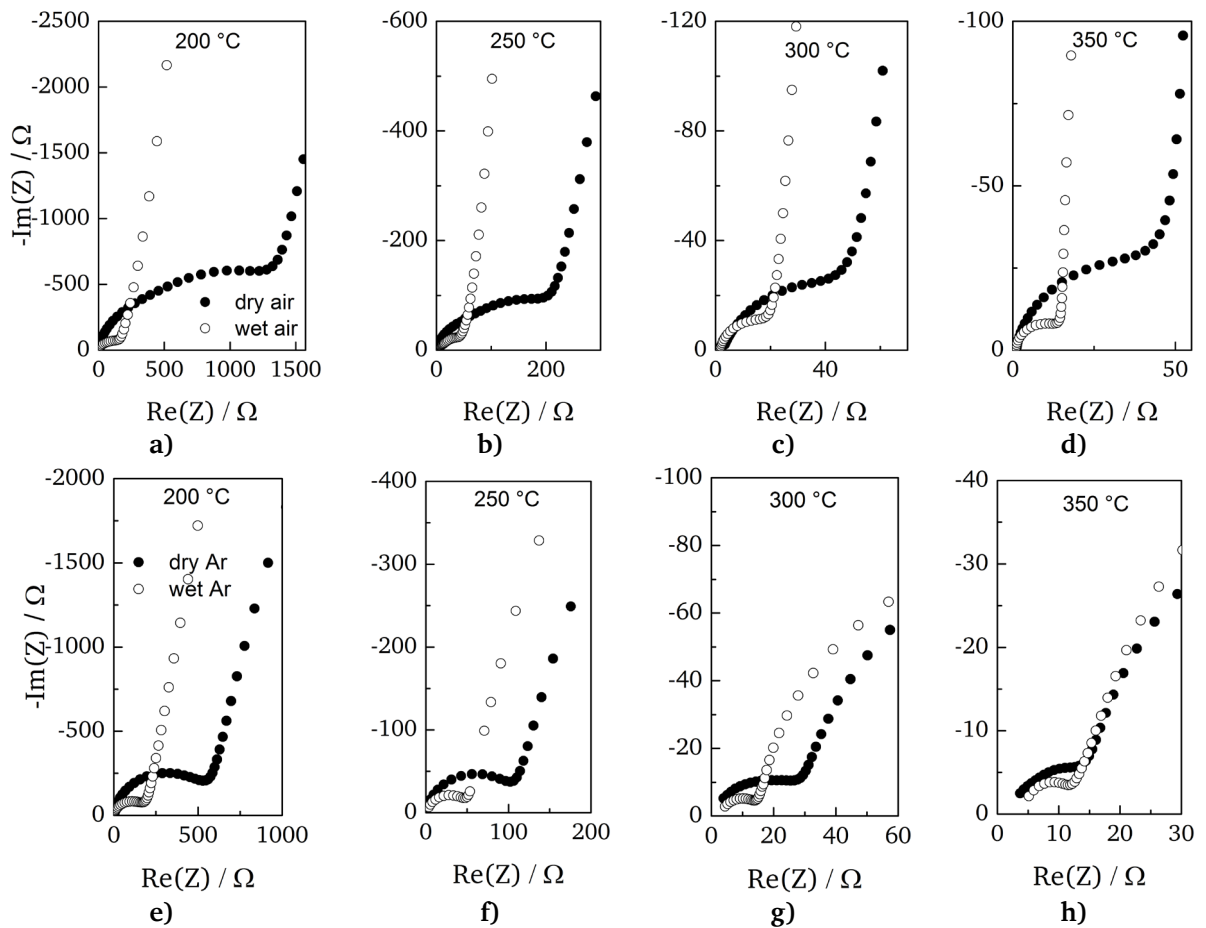 200 °C
-2500
-2000
-1500
-1000
-500
0
-Im(Z) / Ω
dry air
wet air
0 500 1000 1500
Re(Z) / Ω
a)
250 °C
-600
-400
-200
0
0 200
Re(Z) / Ω
b)
300 °C
-120
-80
-40
0
0 20 40
Re(Z) / Ω
c)
350 °C
-100
-50
0
0 50
Re(Z) / Ω
d)
200 °C
-2000
-1500
-1000
-500
0
-Im(Z) / Ω
dry Ar
wet Ar
0 500 1000
Re(Z) / Ω
e)
250 °C
-400
-300
-200
-100
0
0 100 200
Re(Z) / Ω
f)
300 °C
-100
-80
-60
-40
-20
0
0 20 40 60
Re(Z) / Ω
g)
350 °C
-40
-30
-20
-10
0
0 10 20 30
Re(Z) / Ω
h)